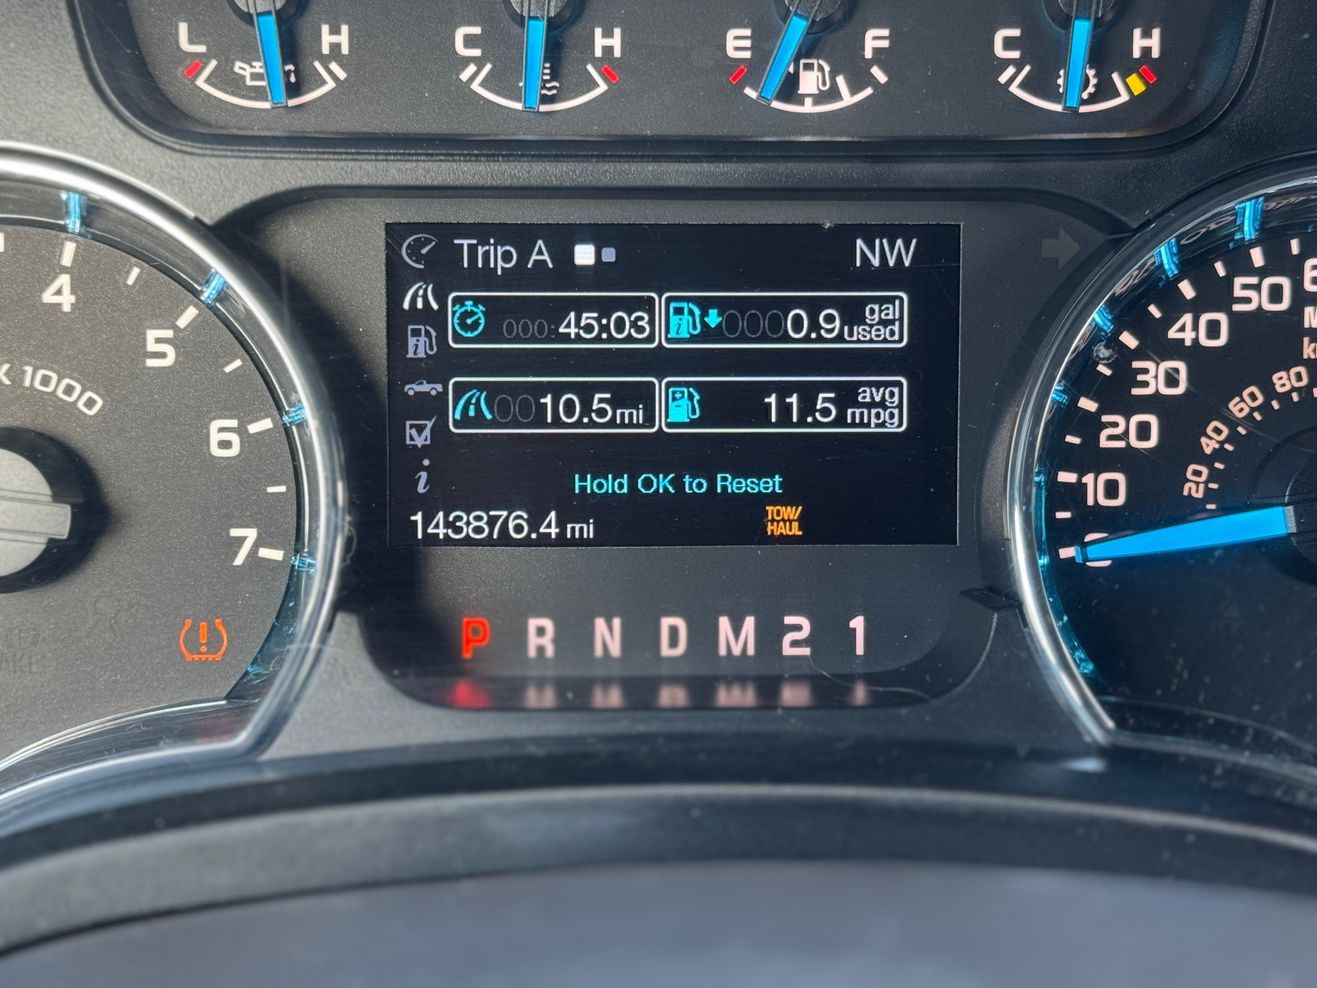 L H C H E F C H
Trip A NW
000:45:03
0000.9 gal used
0010.5 mi
11.5 avg mpg
Hold OK to Reset
143876.4 mi
TOW/
HAUL
P R N D M 2 1
4
5
6
7
x 1000
0
10
20
30
40
50
20
40
60
80